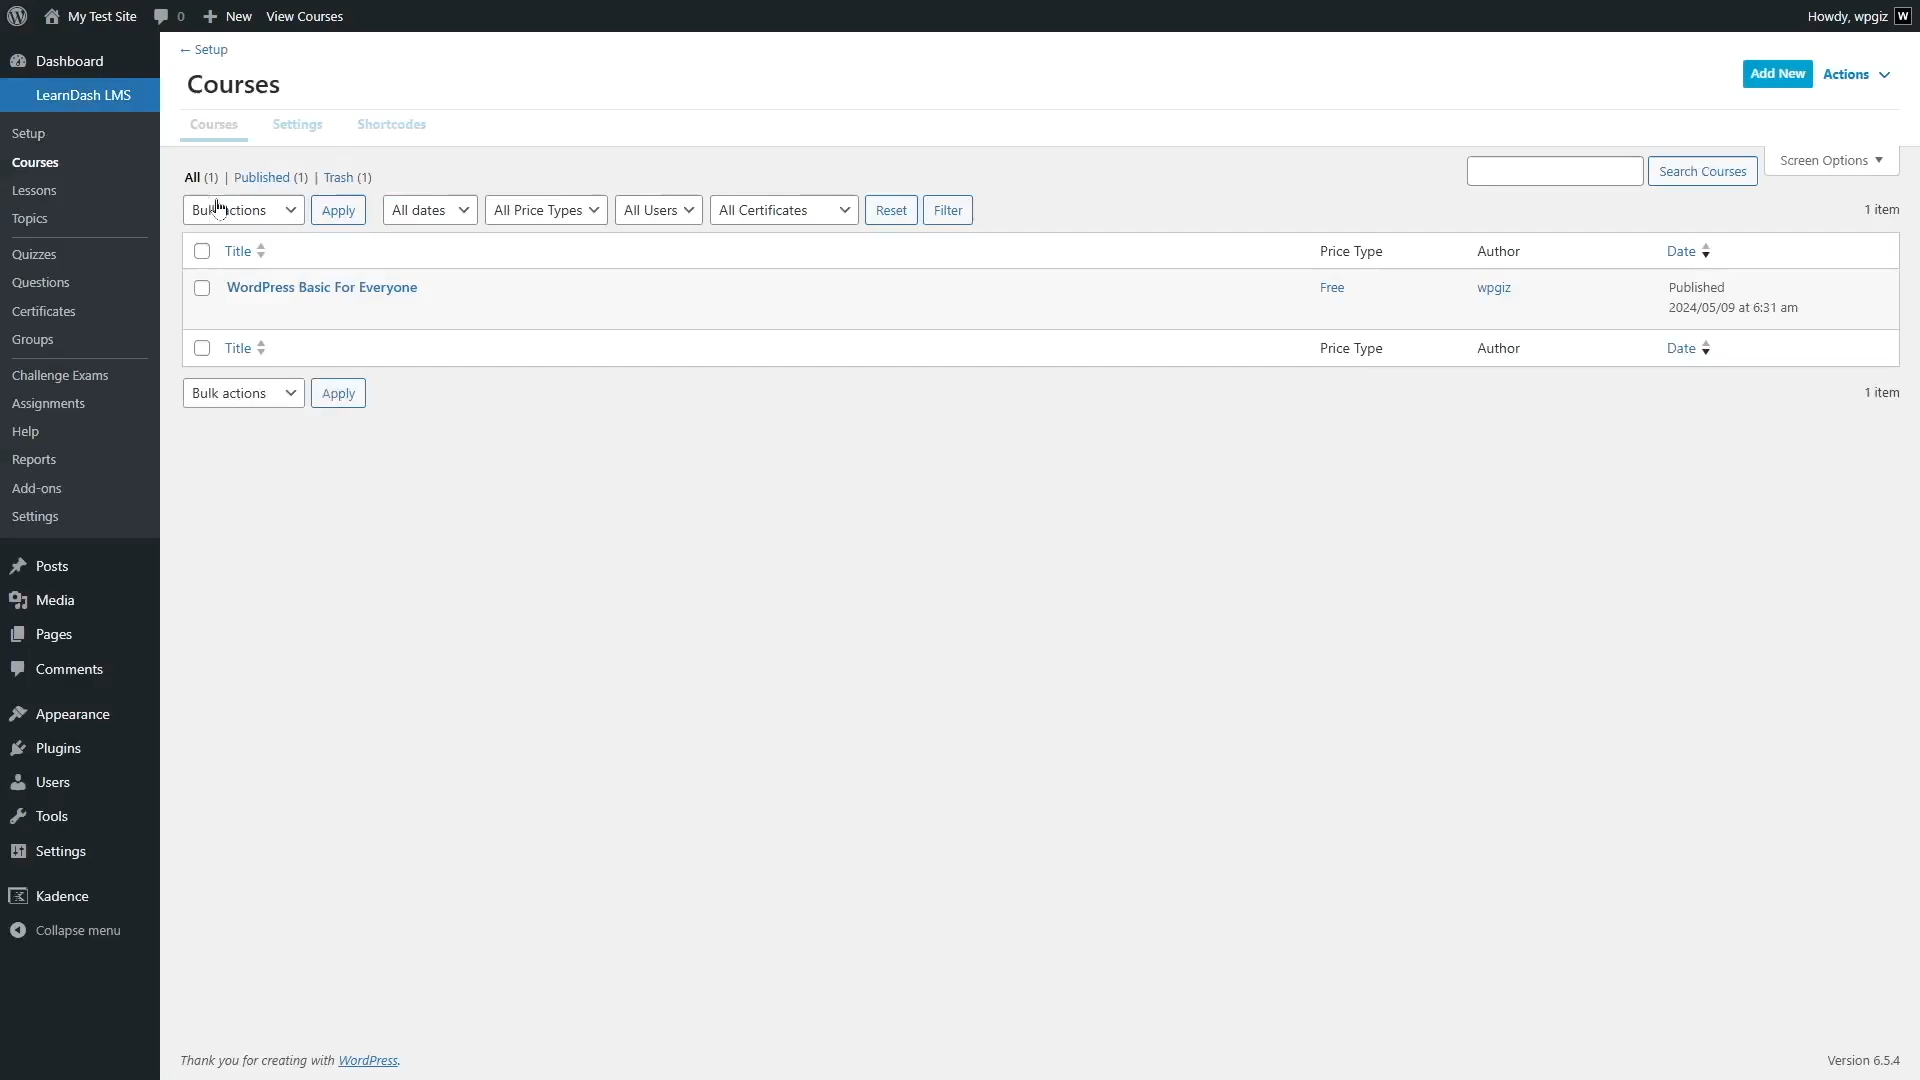 My Test Site 0 New View Courses Howdy, wpgiz W
Dashboard
LearnDash LMS
Setup
Courses
Lessons
Topics
Quizzes
Questions
Certificates
Groups
Challenge Exams
Assignments
Help
Reports
Add-ons
Settings
Posts
Media
Pages
Comments
Appearance
Plugins
Users
Tools
Settings
Kadence
Collapse menu
← Setup
Courses
Add New Actions
Courses Settings Shortcodes
Screen Options
All (1) | Published (1) | Trash (1)
Search Courses
Bulk actions Apply All dates All Price Types All Users All Certificates Reset Filter 1 item
Title Price Type Author Date
WordPress Basic For Everyone Free wpgiz Published
2024/05/09 at 6:31 am
Title Price Type Author Date
Bulk actions Apply 1 item
Thank you for creating with WordPress. Version 6.5.4